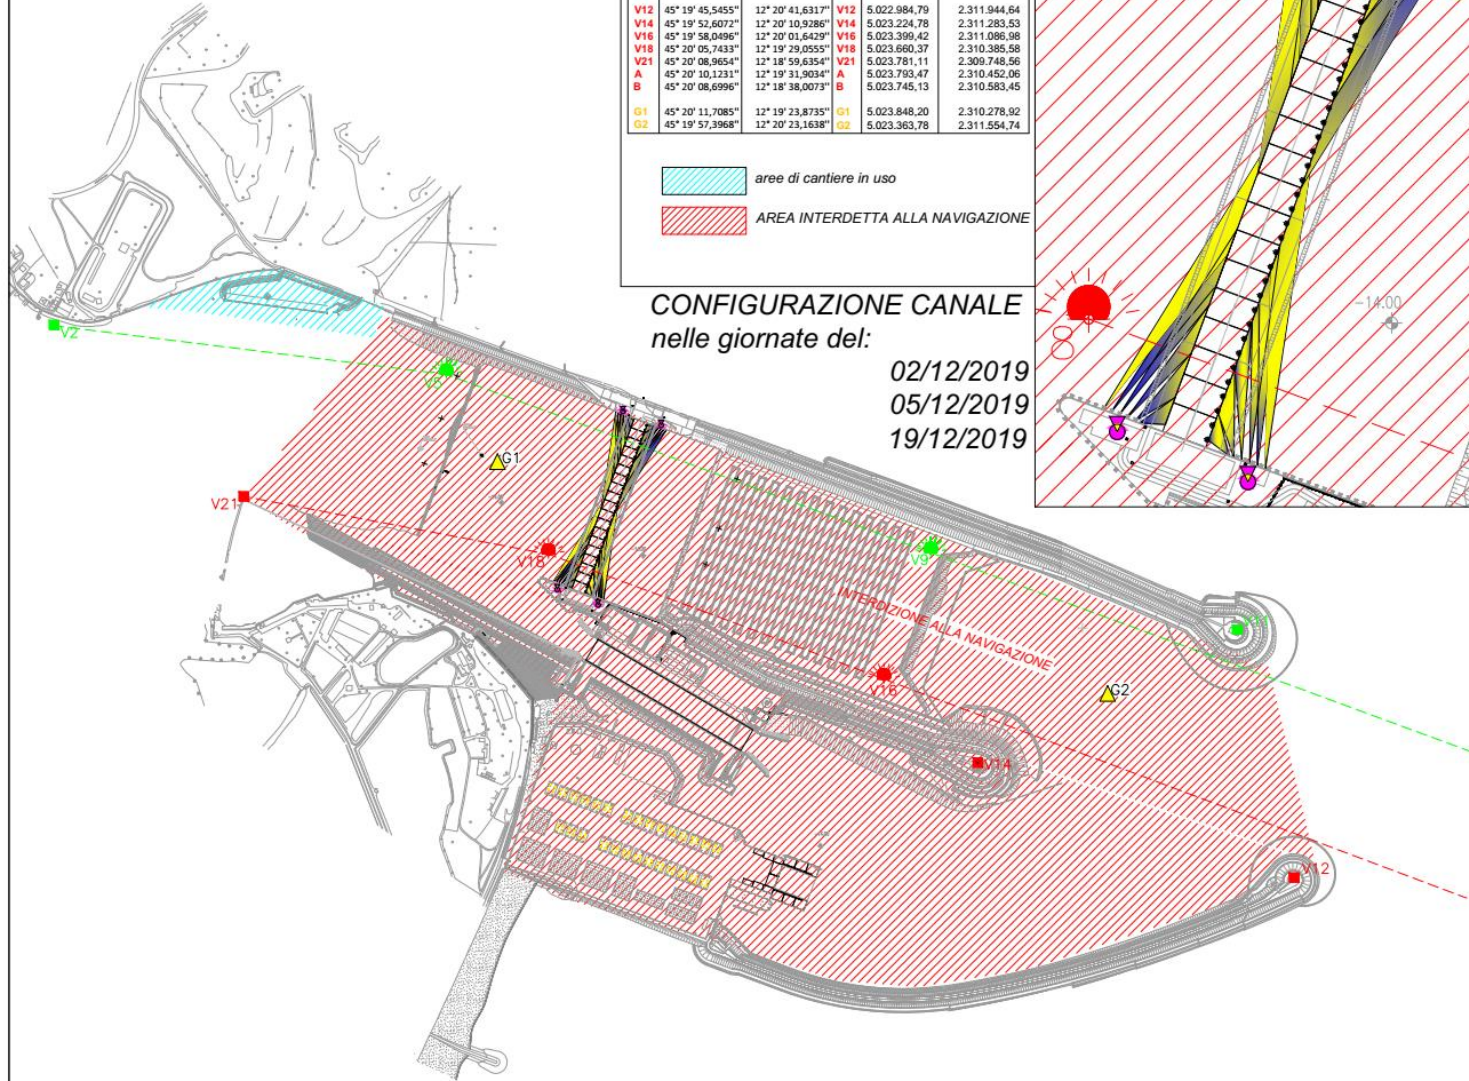 V12 45° 19' 45,5455" 12° 20' 41,6317" V12 5.022.984,79 2.311.944,64
V14 45° 19' 52,6072" 12° 20' 10,9286" V14 5.023.224,78 2.311.283,53
V16 45° 19' 58,0496" 12° 20' 01,6429" V16 5.023.399,42 2.311.086,98
V18 45° 20' 05,7433" 12° 19' 29,0555" V18 5.023.660,37 2.310.385,58
V21 45° 20' 08,9654" 12° 18' 59,6354" V21 5.023.781,11 2.309.748,56
A 45° 20' 10,1231" 12° 19' 31,9034" A 5.023.793,47 2.310.452,06
B 45° 20' 08,6996" 12° 18' 38,0073" B 5.023.745,13 2.310.583,45
G1 45° 20' 11,7085" 12° 19' 23,8735" G1 5.023.848,20 2.310.278,92
G2 45° 19' 57,3968" 12° 20' 23,1638" G2 5.023.363,78 2.311.554,74
aree di cantiere in uso
AREA INTERDETTA ALLA NAVIGAZIONE
CONFIGURAZIONE CANALE
nelle giornate del:
02/12/2019
05/12/2019
19/12/2019
-14.00
V2
G1
V21
V18
V9
INTERDIZIONE ALLA NAVIGAZIONE
V16
G2
V14
V12